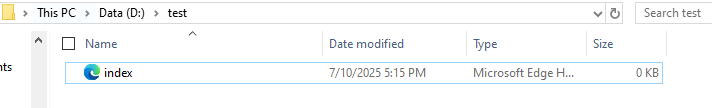 This PC > Data (D:) > test
Search test
Name Date modified Type Size
nts
index 7/10/2025 5:15 PM Microsoft Edge H... 0 KB